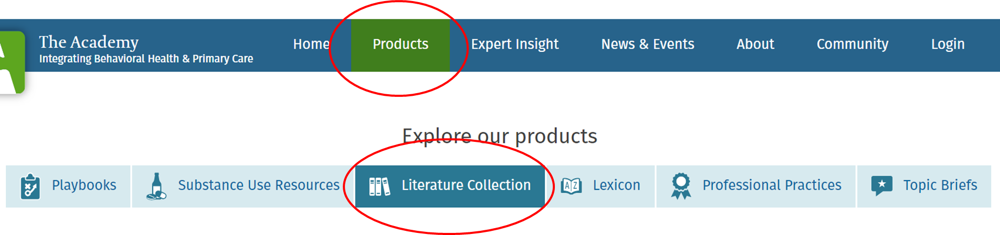 The Academy
Integrating Behavioral Health & Primary Care
Home Products Expert Insight News & Events About Community Login
Explore our products
Playbooks Substance Use Resources Literature Collection A Z Lexicon Professional Practices Topic Briefs